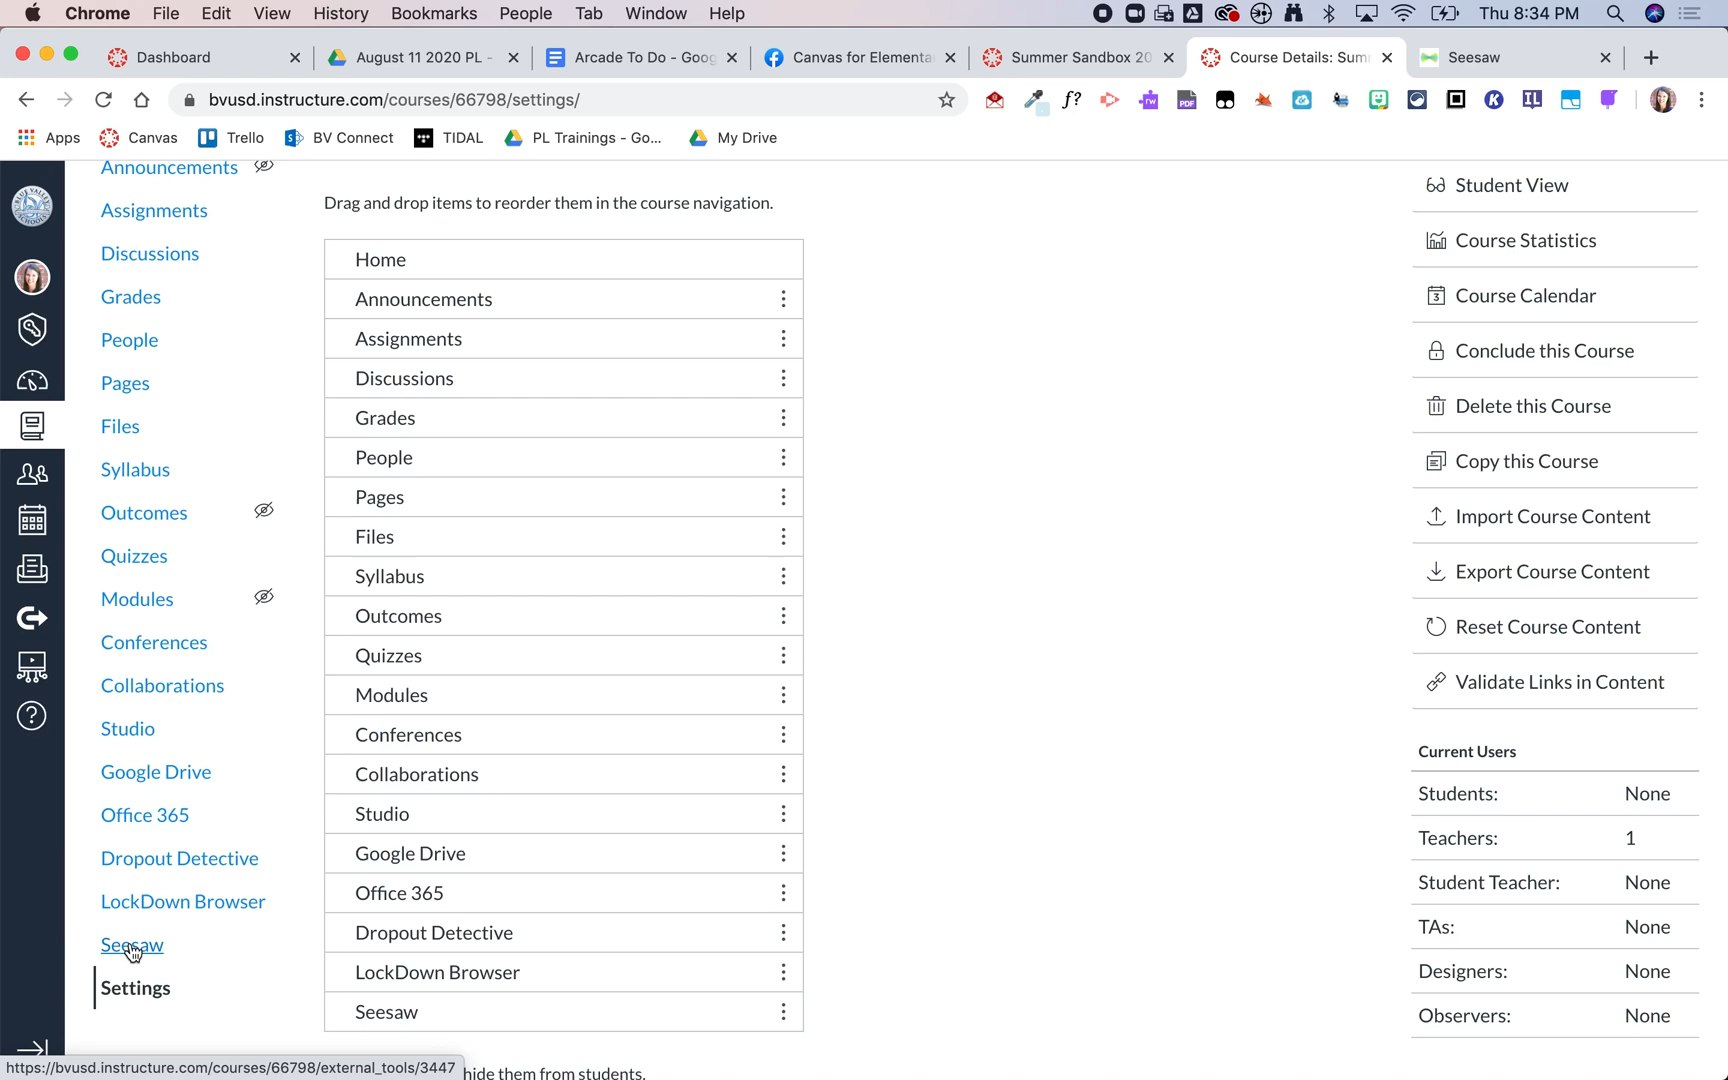 Chrome File Edit View History Bookmarks People Tab Window Help Thu 8:34 PM
Dashboard August 11 2020 PL - Arcade To Do - Goog Canvas for Elementa Summer Sandbox 20 Course Details: Sum Seesaw
bvusd.instructure.com/courses/66798/settings/
Apps Canvas Trello BV Connect TIDAL PL Trainings - Go... My Drive
Announcements
Assignments
Discussions
Grades
People
Pages
Files
Syllabus
Outcomes
Quizzes
Modules
Conferences
Collaborations
Studio
Google Drive
Office 365
Dropout Detective
LockDown Browser
Seesaw
Settings
Drag and drop items to reorder them in the course navigation.
Home
Announcements
Assignments
Discussions
Grades
People
Pages
Files
Syllabus
Outcomes
Quizzes
Modules
Conferences
Collaborations
Studio
Google Drive
Office 365
Dropout Detective
LockDown Browser
Seesaw
hide them from students.
Student View
Course Statistics
Course Calendar
Conclude this Course
Delete this Course
Copy this Course
Import Course Content
Export Course Content
Reset Course Content
Validate Links in Content
Current Users
Students: None
Teachers: 1
Student Teacher: None
TAs: None
Designers: None
Observers: None
https://bvusd.instructure.com/courses/66798/external_tools/3447